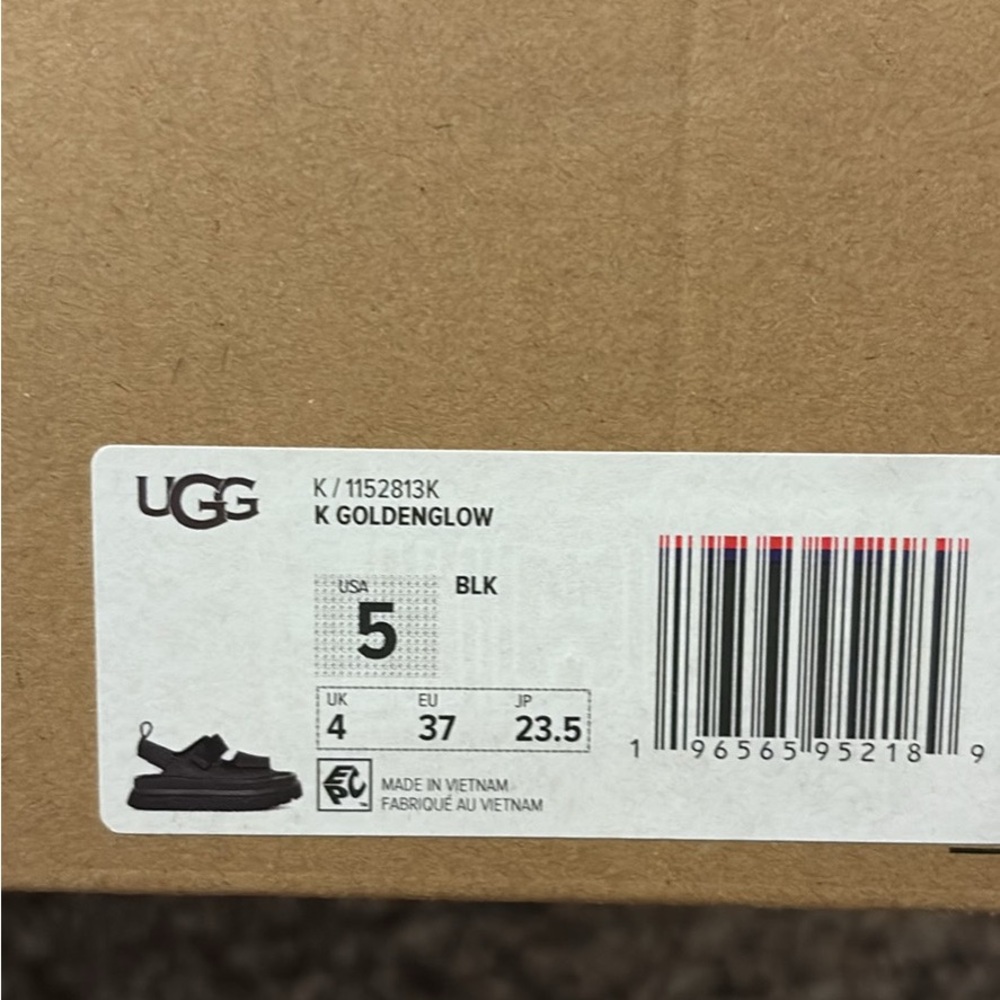 UGG
K / 1152813K
K GOLDENGLOW
USA
5
BLK
UK EU JP
4 37 23.5
EPC
MADE IN VIETNAM
FABRIQUÉ AU VIETNAM
1 96565 95218 9